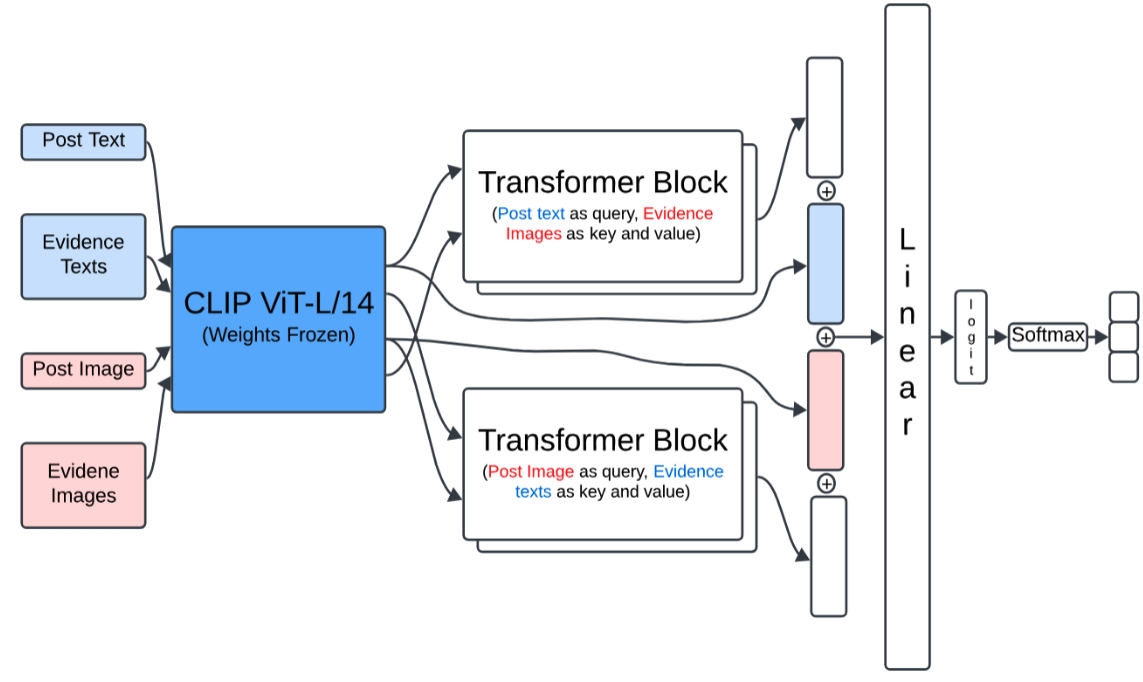 Post Text
Evidence
Texts
Post Image
Evidene
Images
CLIP ViT-L/14
(Weights Frozen)
Transformer Block
(Post text as query, Evidence
Images as key and value)
Transformer Block
(Post Image as query, Evidence
texts as key and value)
+
+
+
Linear
logit
Softmax